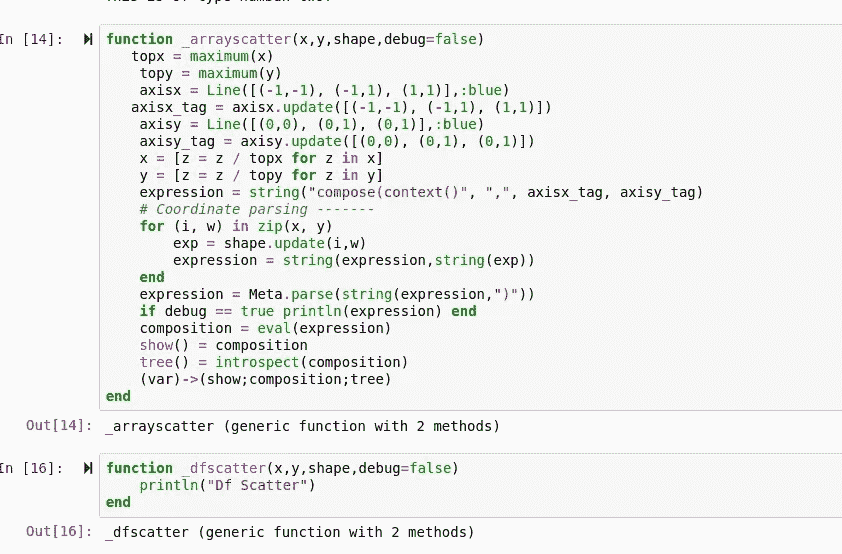 In [14]: function _arrayscatter(x,y,shape,debug=false)
topx = maximum(x)
topy = maximum(y)
axisx = Line([(-1,-1), (-1,1), (1,1)],:blue)
axisx_tag = axisx.update([(-1,-1), (-1,1), (1,1)])
axisy = Line([(0,0), (0,1), (0,1)],:blue)
axisy_tag = axisy.update([(0,0), (0,1), (0,1)])
x = [z = z / topx for z in x]
y = [z = z / topy for z in y]
expression = string("compose(context()", ",", axisx_tag, axisy_tag)
# Coordinate parsing -------
for (i, w) in zip(x, y)
exp = shape.update(i,w)
expression = string(expression,string(exp))
end
expression = Meta.parse(string(expression,")"))
if debug == true println(expression) end
composition = eval(expression)
show() = composition
tree() = introspect(composition)
(var)->(show;composition;tree)
end
Out[14]: _arrayscatter (generic function with 2 methods)
In [16]: function _dfscatter(x,y,shape,debug=false)
println("Df Scatter")
end
Out[16]: _dfscatter (generic function with 2 methods)